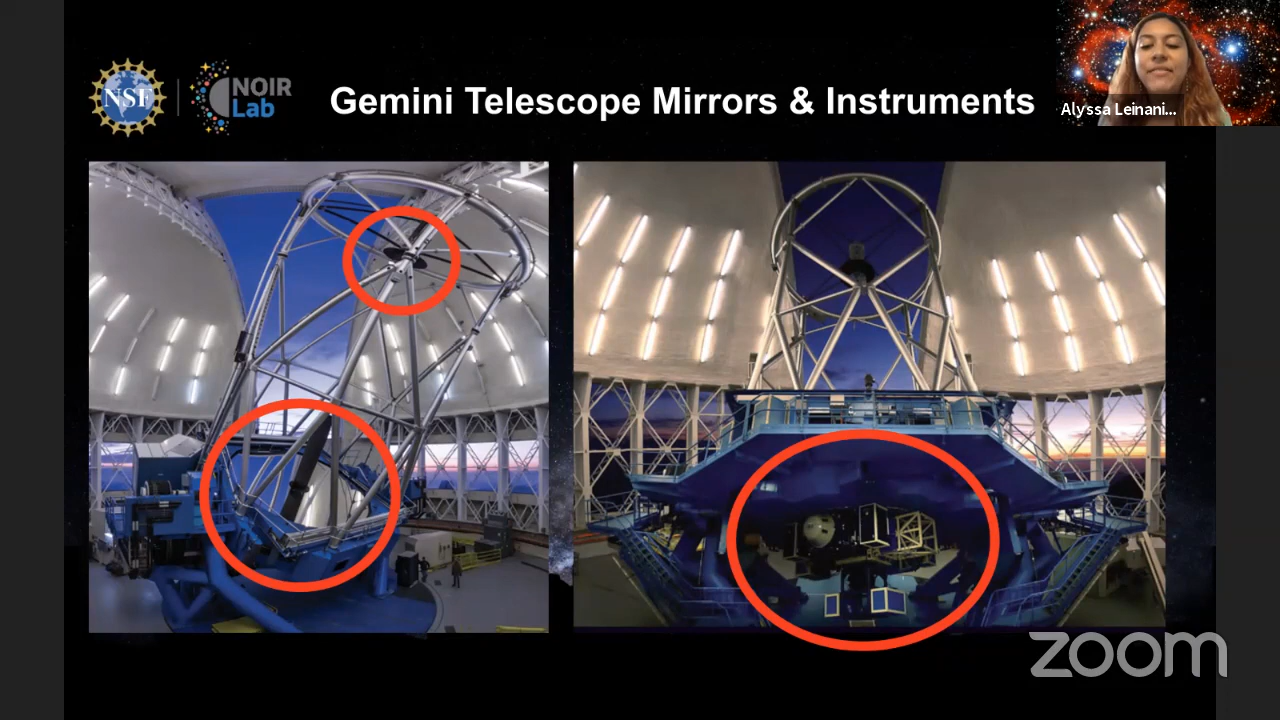 NSF
NOIR
Lab
Gemini Telescope Mirrors & Instruments
Alyssa Leinani...
zoom